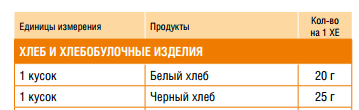 Единицы измерения Продукты Кол-во на 1 ХЕ
ХЛЕБ И ХЛЕБОБУЛОЧНЫЕ ИЗДЕЛИЯ
1 кусок Белый хлеб 20 г
1 кусок Черный хлеб 25 г